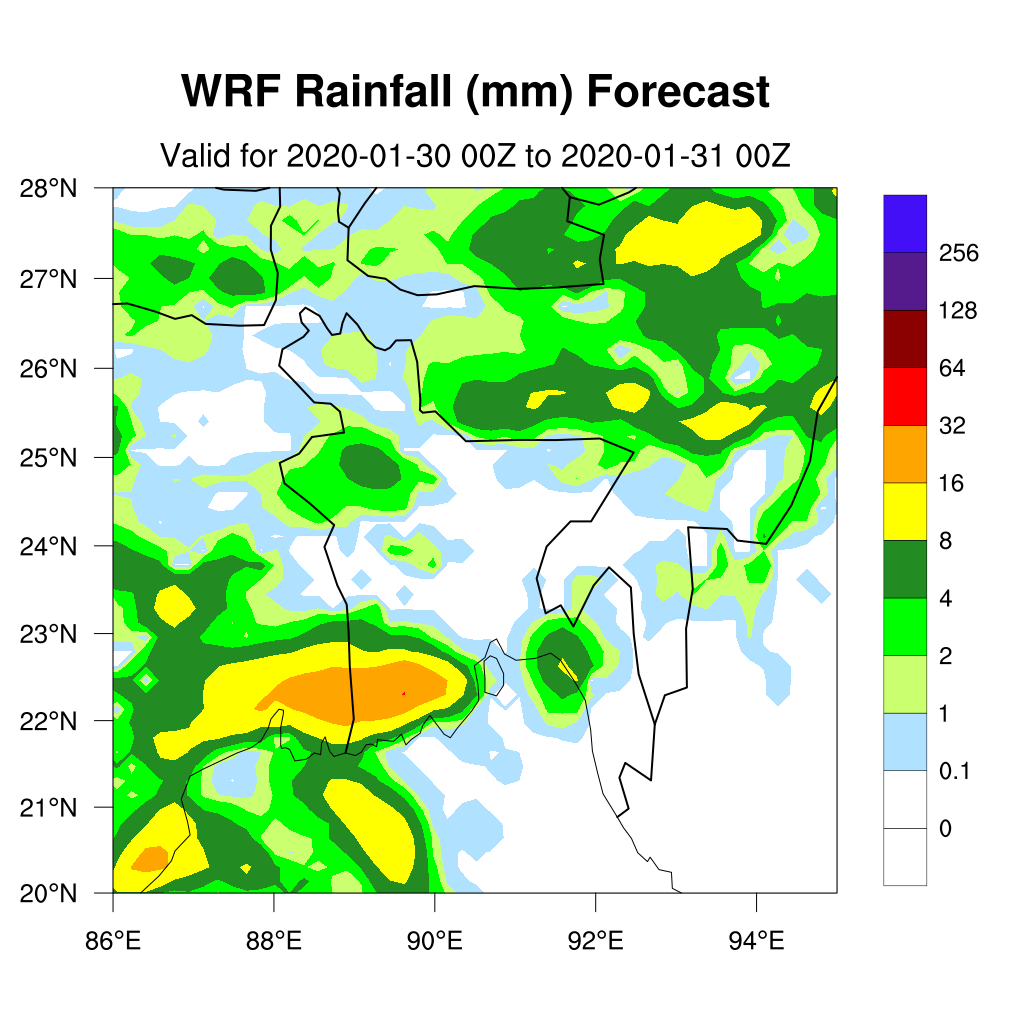 WRF Rainfall (mm) Forecast
Valid for 2020-01-30 00Z to 2020-01-31 00Z
28°N
27°N
26°N
25°N
24°N
23°N
22°N
21°N
20°N
86°E 88°E 90°E 92°E 94°E
256
128
64
32
16
8
4
2
1
0.1
0